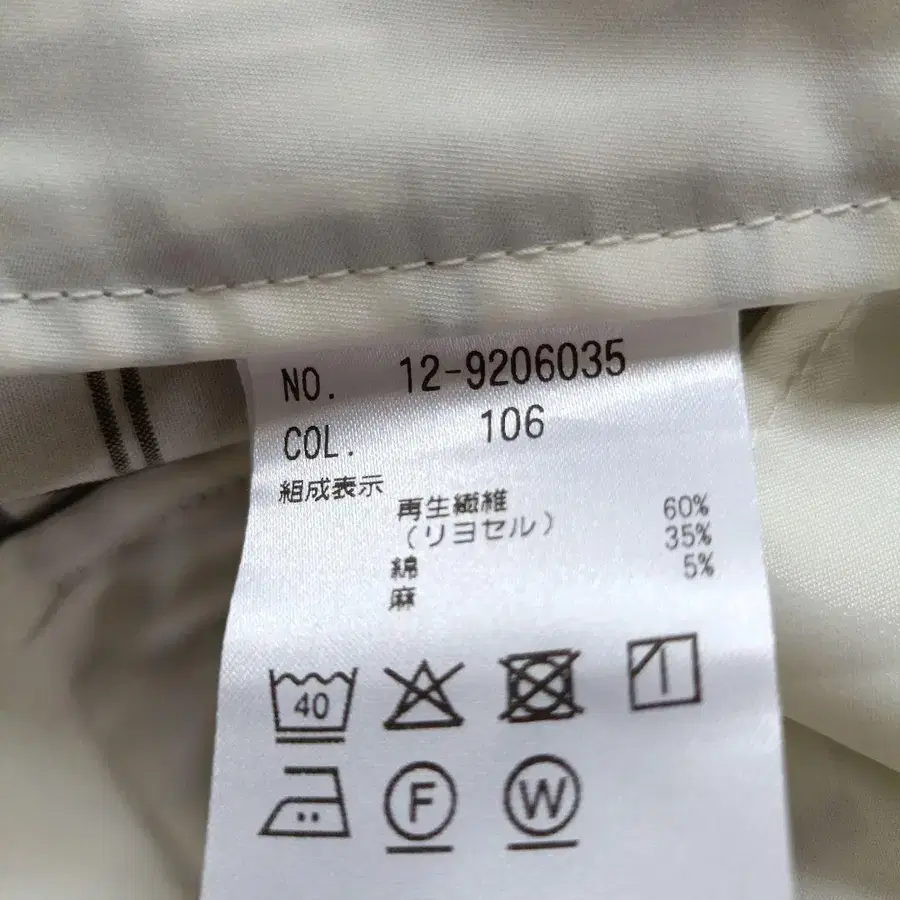 NO. 12-9206035
COL. 106
組成表示
再生繊維 60%
(リヨセル) 35%
綿 5%
麻
40
F W